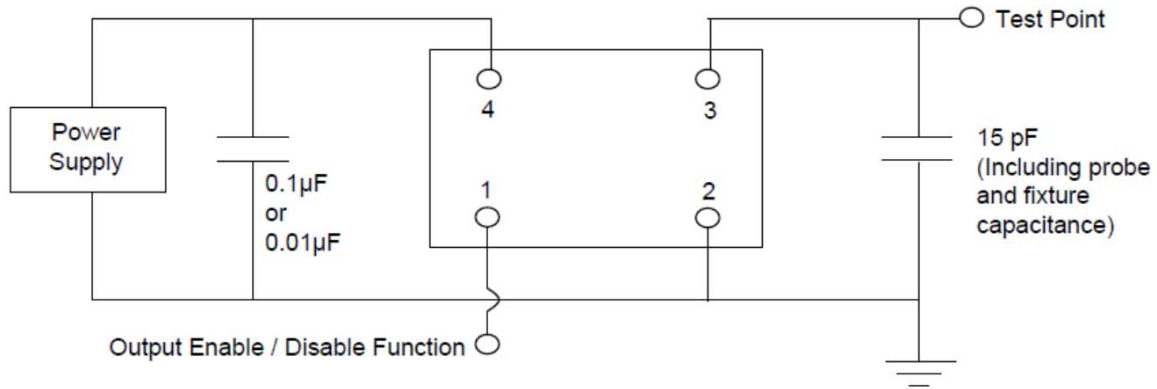 Test Point
4
3
Power
Supply
15 pF
(Including probe
and fixture
capacitance)
0.1µF
or
0.01µF
1
2
Output Enable / Disable Function